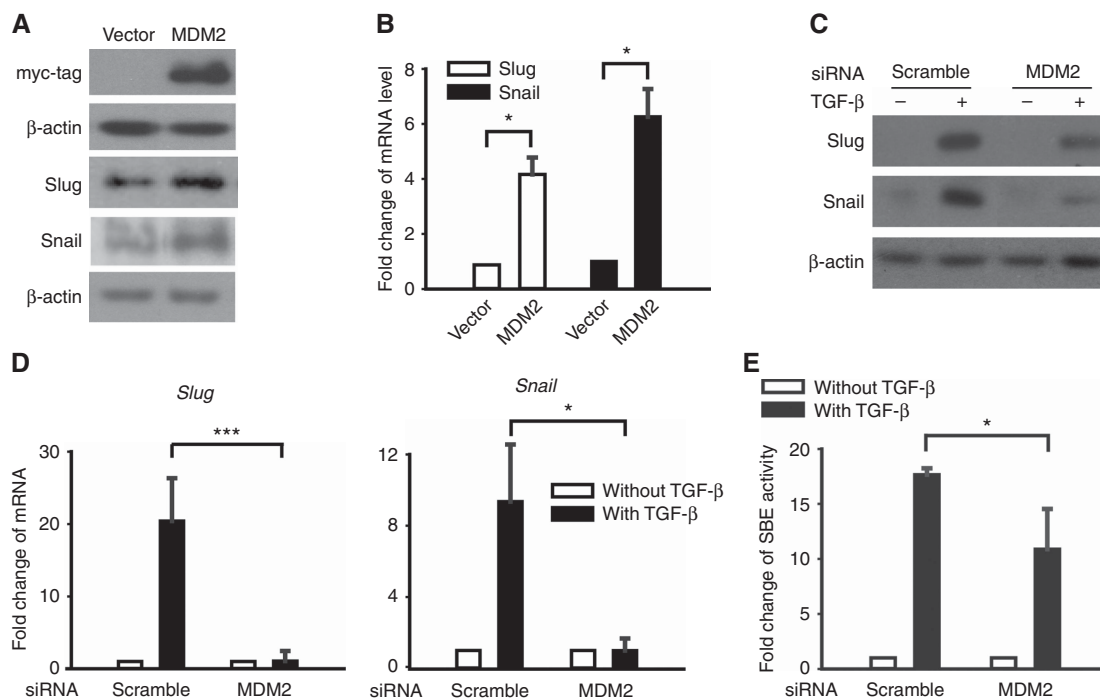 A
Vector MDM2
myc-tag
β-actin
Slug
Snail
β-actin
B
Fold change of mRNA level
8
6
4
2
0
Slug
Snail
*
*
Vector
MDM2
Vector
MDM2
C
siRNA Scramble MDM2
TGF-β – + – +
Slug
Snail
β-actin
D
Slug
Fold change of mRNA
30
20
10
0
***
siRNA Scramble MDM2
Snail
12
8
4
0
*
Without TGF-β
With TGF-β
siRNA Scramble MDM2
E
Without TGF-β
With TGF-β
Fold change of SBE activity
20
15
10
5
0
*
siRNA Scramble MDM2